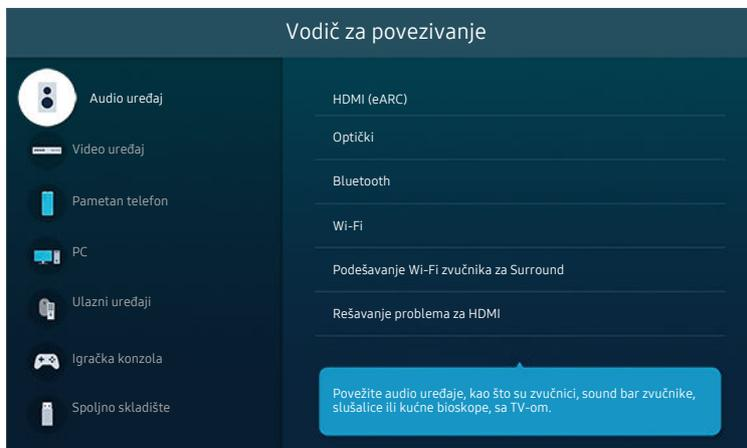 Vodič za povezivanje
Audio uređaj
Video uređaj
Pametan telefon
PC
Ulazni uređaji
Igračka konzola
Spoljno skladište
HDMI (eARC)
Optički
Bluetooth
Wi-Fi
Podešavanje Wi-Fi zvučnika za Surround
Rešavanje problema za HDMI
Povežite audio uređaje, kao što su zvučnici, sound bar zvučnike,
slušalice ili kućne bioskope, sa TV-om.